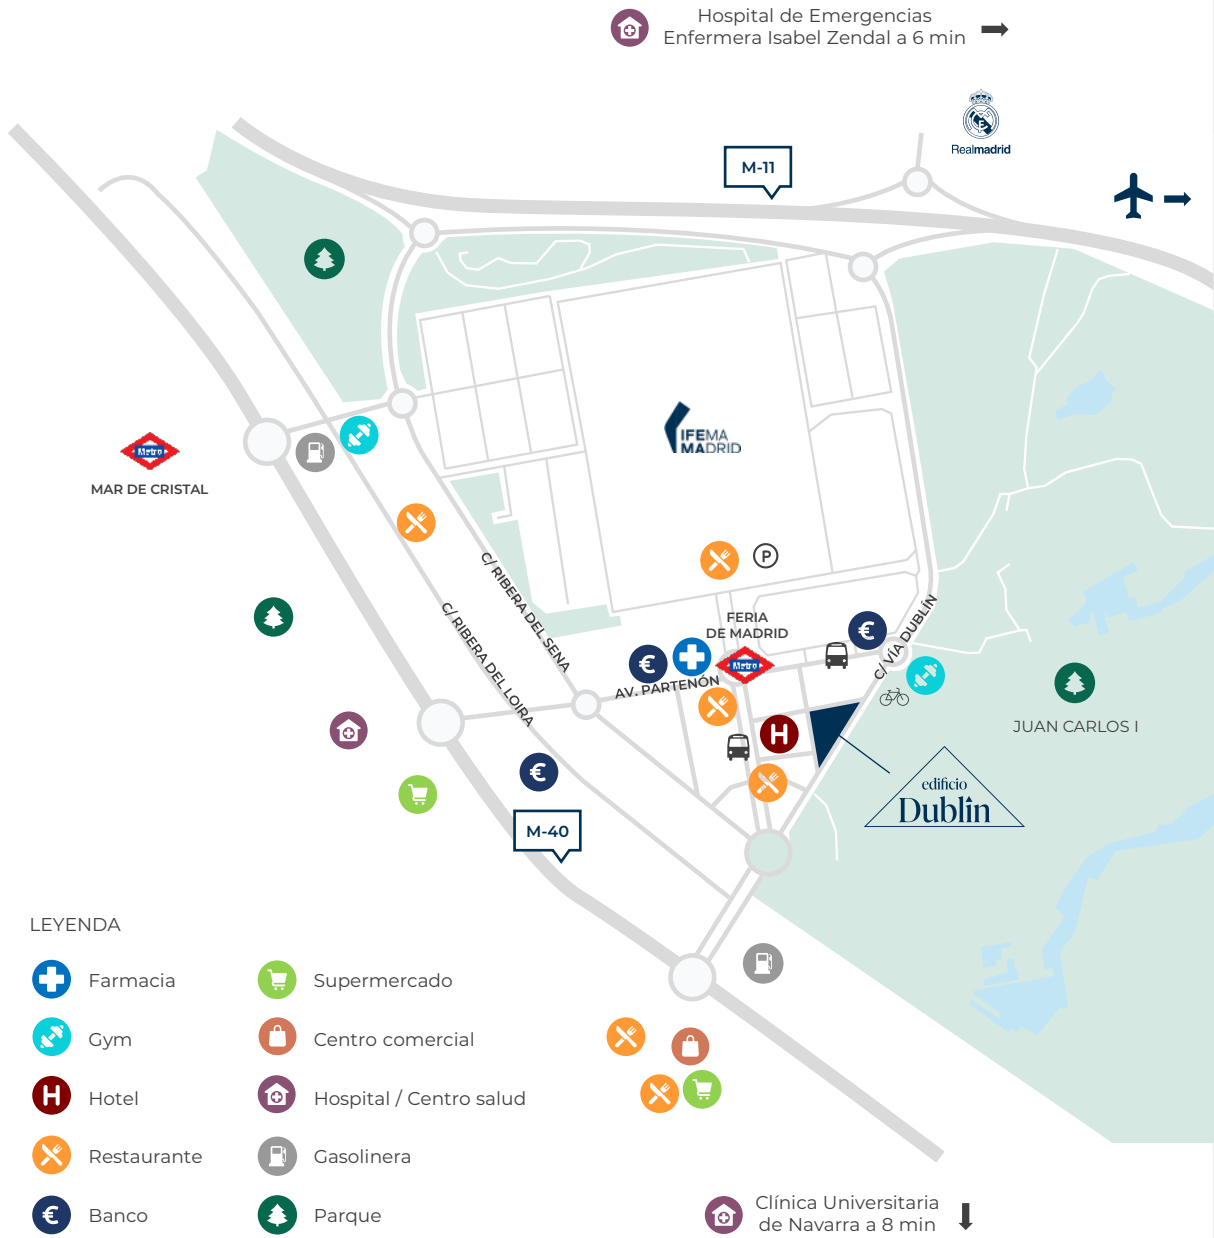 Hospital de Emergencias
Enfermera Isabel Zendal a 6 min
Realmadrid
M-11
IFEMA
MADRID
Metro
MAR DE CRISTAL
P
C/ RIBERA DEL SENA
C/ RIBERA DEL LOIRA
FERIA
DE MADRID
Metro
€
€
AV. PARTENÓN
C/ VÍA DUBLÍN
H
JUAN CARLOS I
€
edificio
Dublin
M-40
LEYENDA
Farmacia
Supermercado
Gym
Centro comercial
H Hotel
Hospital / Centro salud
Restaurante
Gasolinera
€ Banco
Parque
Clínica Universitaria
de Navarra a 8 min